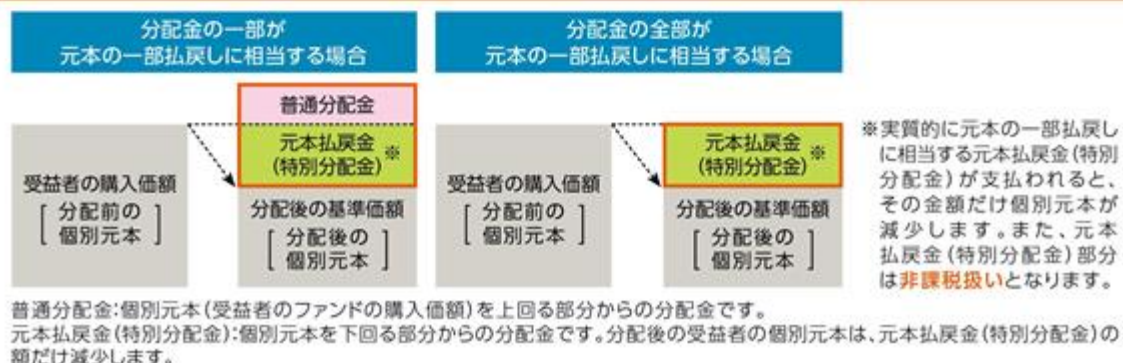 分配金の一部が
元本の一部払戻しに相当する場合
普通分配金
元本払戻金
(特別分配金)
※
受益者の購入価額
分配前の
個別元本
分配後の基準価額
分配後の
個別元本
分配金の全部が
元本の一部払戻しに相当する場合
元本払戻金
(特別分配金)
※
受益者の購入価額
分配前の
個別元本
分配後の基準価額
分配後の
個別元本
※実質的に元本の一部払戻し
に相当する元本払戻金(特別
分配金)が支払われると、
その金額だけ個別元本が
減少します。また、元本
払戻金(特別分配金)部分
は非課税扱いとなります。
普通分配金:個別元本(受益者のファンドの購入価額)を上回る部分からの分配金です。
元本払戻金(特別分配金):個別元本を下回る部分からの分配金です。分配後の受益者の個別元本は、元本払戻金(特別分配金)の
額だけ減少します。